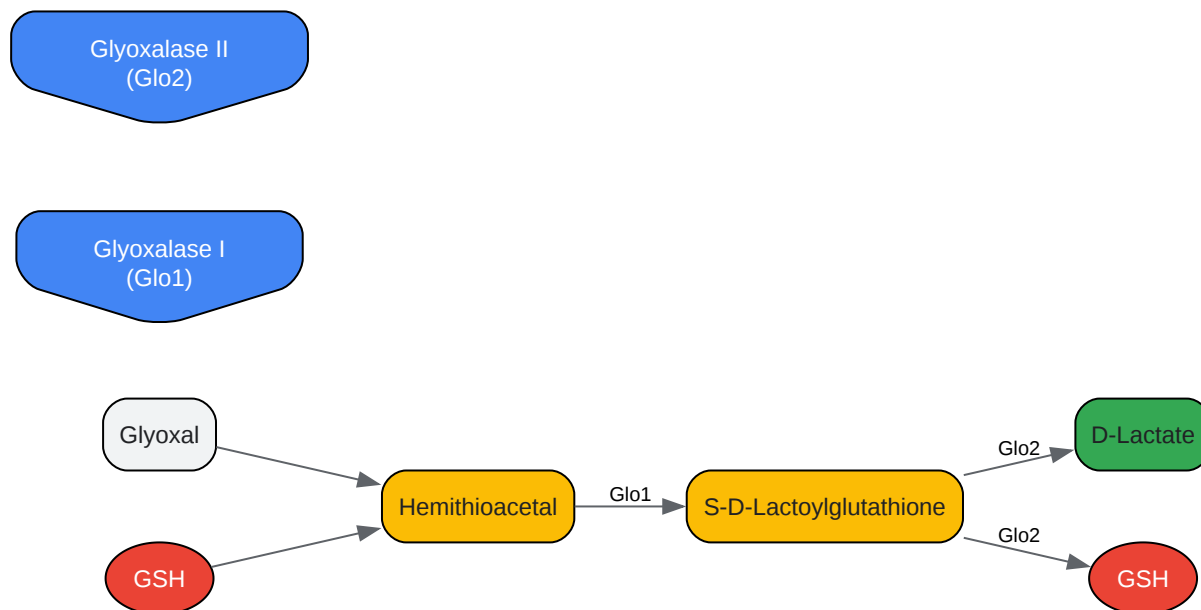 Glyoxalase II
(Glo2)
Glyoxalase I
(Glo1)
Glyoxal
GSH
Hemithioacetal
Glo1
S-D-Lactoylglutathione
Glo2
D-Lactate
Glo2
GSH